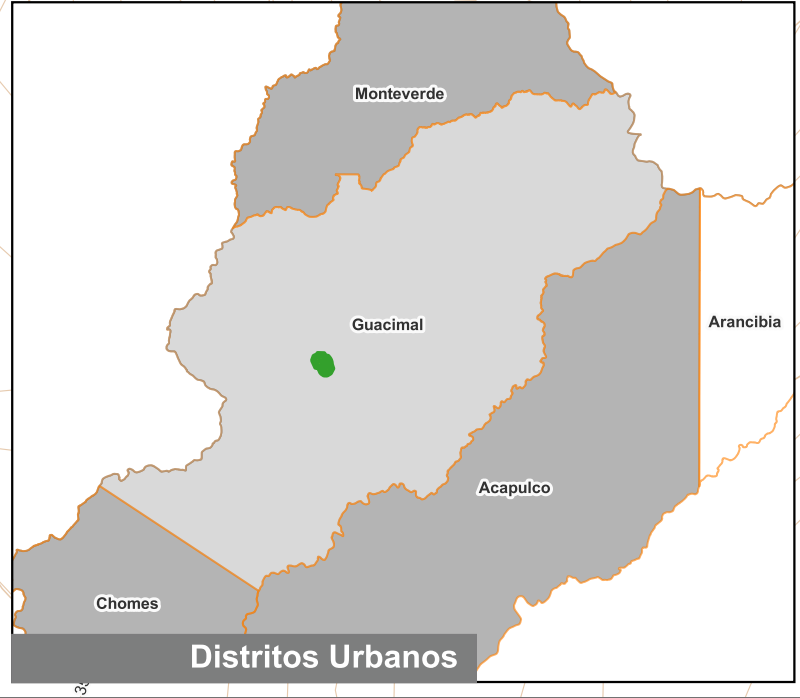 Monteverde
Guacimal
Arancibia
Acapulco
Chomes
Distritos Urbanos